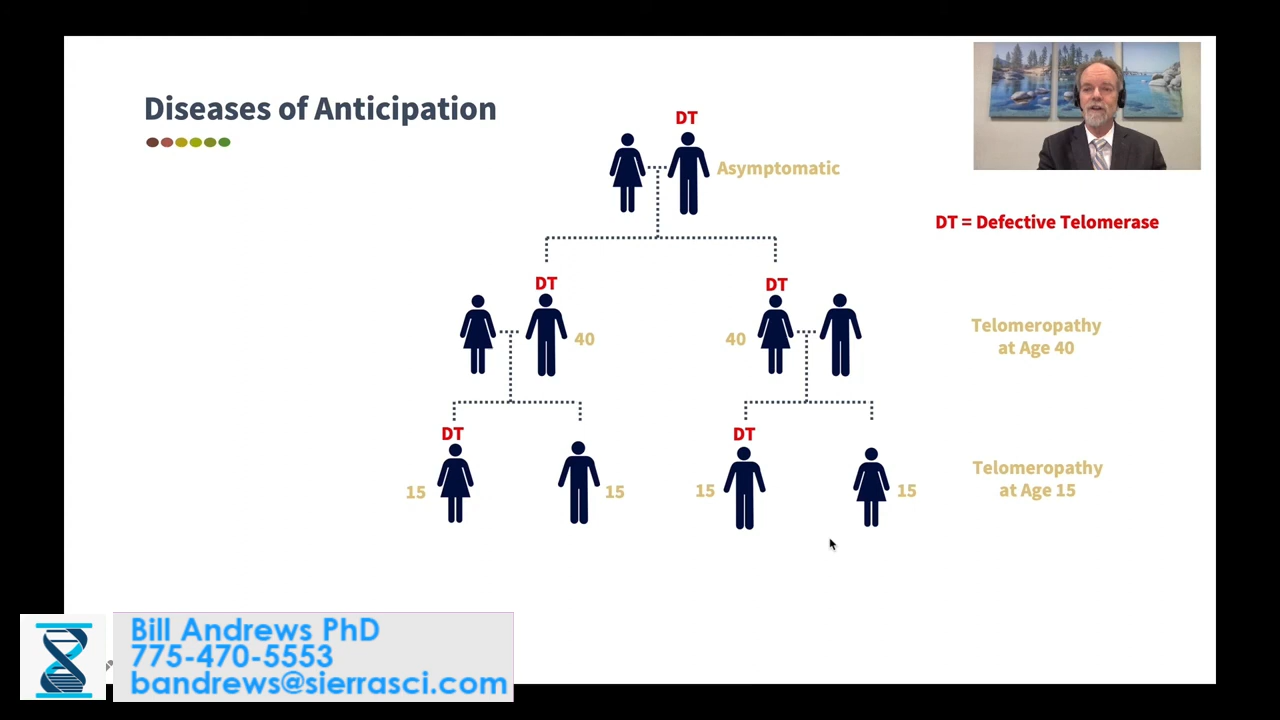 Diseases of Anticipation
DT
Asymptomatic
DT = Defective Telomerase
DT
DT
40
40
Telomeropathy
at Age 40
DT
DT
15
15
15
15
Telomeropathy
at Age 15
Bill Andrews PhD
775-470-5553
bandrews@sierrasci.com